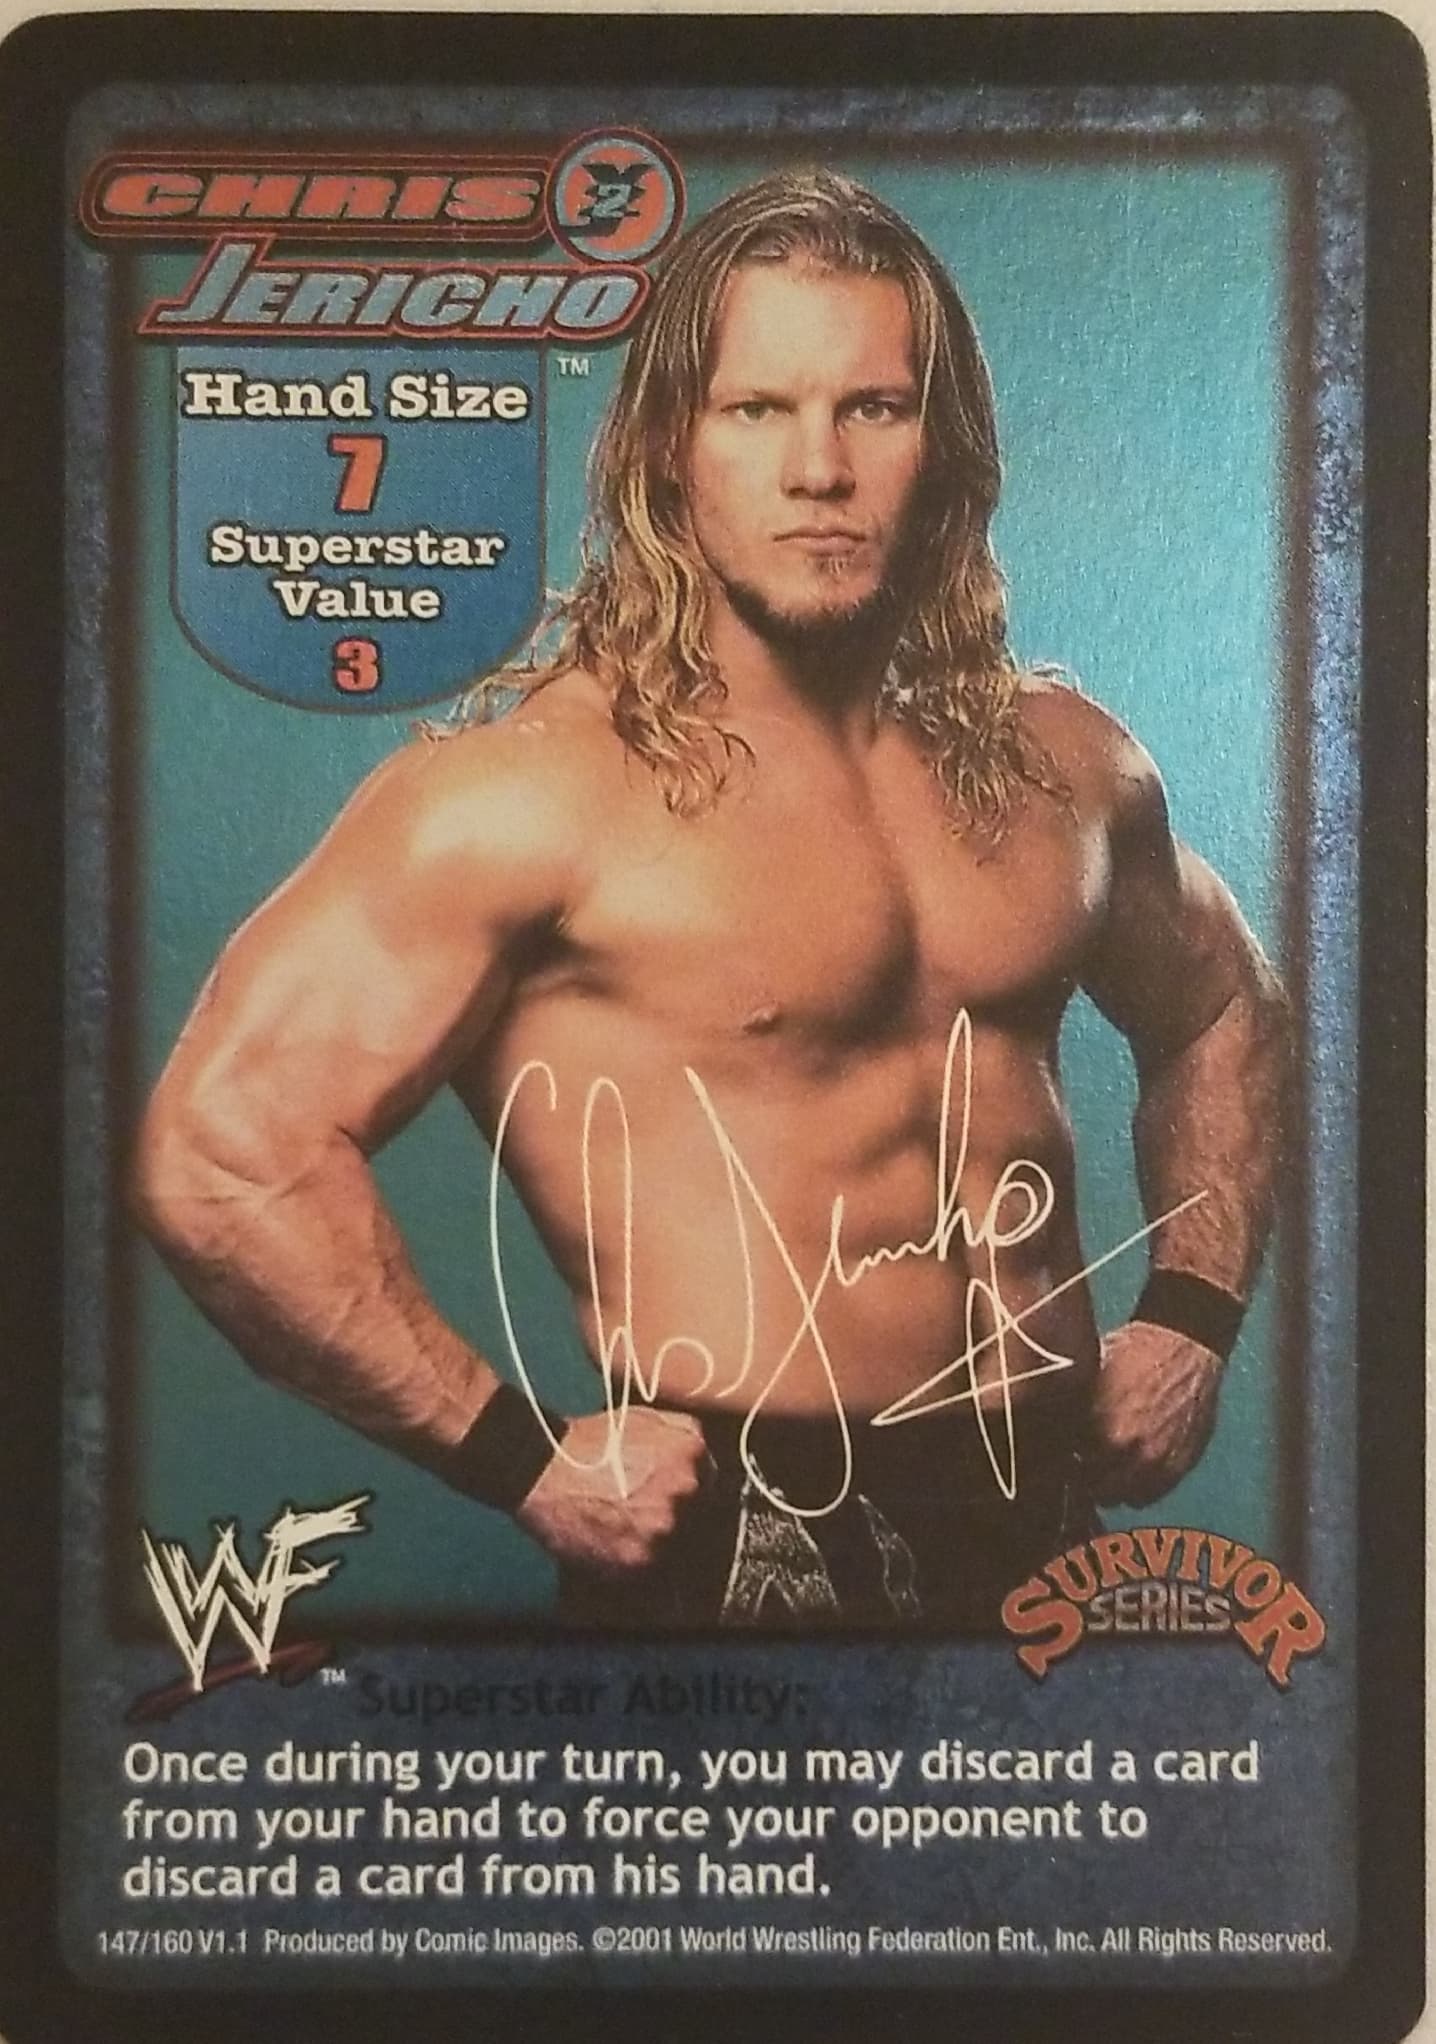 CHRIS
Y2J
JERICHO
TM
Hand Size
7
Superstar
Value
3
Chris Jericho
WF
TM
SURVIVOR
SERIES
Superstar Ability:
Once during your turn, you may discard a card
from your hand to force your opponent to
discard a card from his hand.
147/160 V1.1 Produced by Comic Images. ©2001 World Wrestling Federation Ent., Inc. All Rights Reserved.